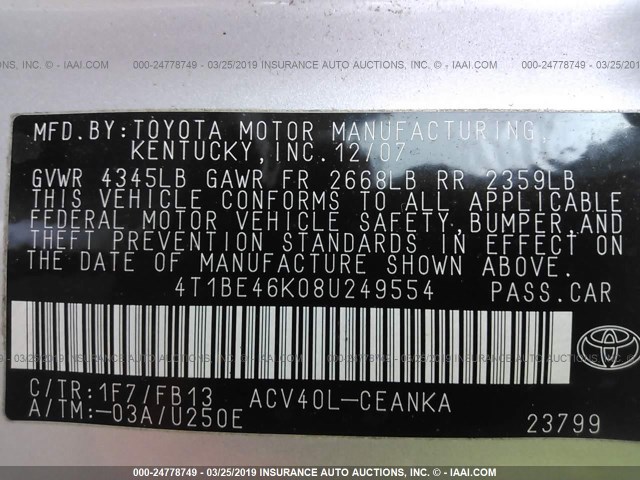 000-24778749 | 03/25/2019 INSURANCE AUTO AUCTIONS, INC. - © IAAI.COM
MFD.BY:TOYOTA MOTOR MANUFACTURING,
KENTUCKY,INC.12/07
GVWR 4345LB GAWR FR 2668LB RR 2359LB
THIS VEHICLE CONFORMS TO ALL APPLICABLE
FEDERAL MOTOR VEHICLE SAFETY,BUMPER,AND
THEFT PREVENTION STANDARDS IN EFFECT ON
THE DATE OF MANUFACTURE SHOWN ABOVE.
4T1BE46K08U249554 PASS.CAR
C/TR:1F7/FB13 ACV40L-CEANKA
A/TM:-03A/U250E 23799
TOYOTA
000-24778749 | 03/25/2019 INSURANCE AUTO AUCTIONS, INC. - © IAAI.COM